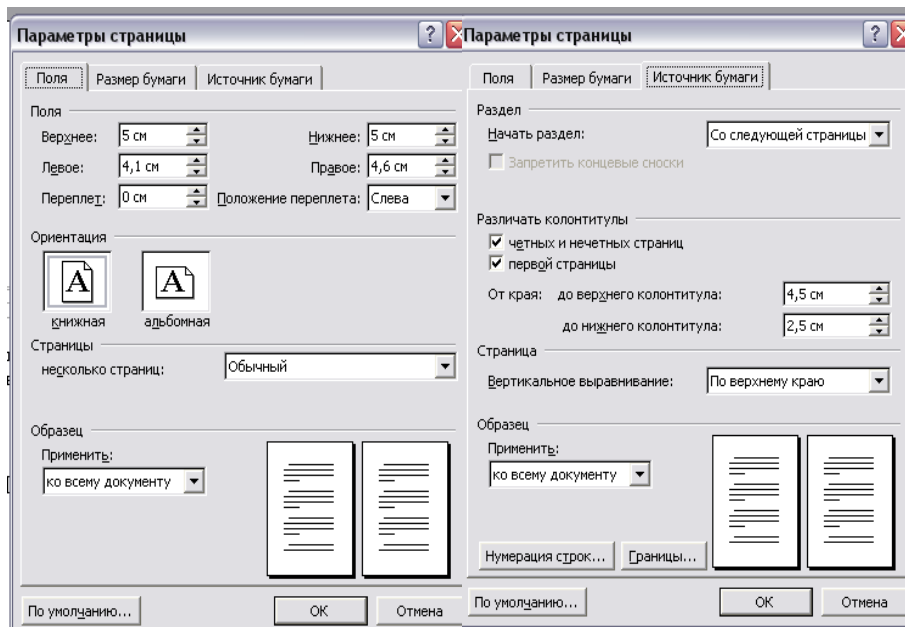 Параметры страницы
Поля Размер бумаги Источник бумаги
Поля
Верхнее: 5 см Нижнее: 5 см
Левое: 4,1 см Правое: 4,6 см
Переплет: 0 см Положение переплета: Слева
Ориентация
A A
книжная альбомная
Страницы
несколько страниц: Обычный
Образец
Применить:
ко всему документу
По умолчанию... ОК Отмена
Параметры страницы
Поля Размер бумаги Источник бумаги
Раздел
Начать раздел: Со следующей страницы
Запретить концевые сноски
Различать колонтитулы
четных и нечетных страниц
первой страницы
От края: до верхнего колонтитула: 4,5 см
до нижнего колонтитула: 2,5 см
Страница
Вертикальное выравнивание: По верхнему краю
Образец
Применить:
ко всему документу
Нумерация строк... Границы...
По умолчанию... ОК Отмена